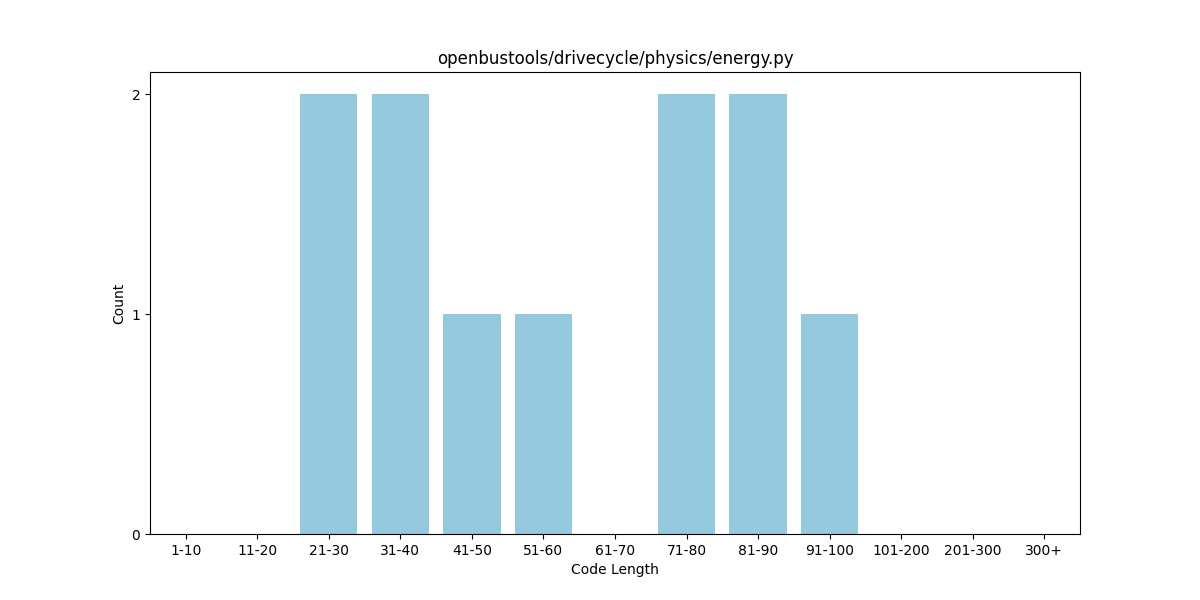 openbustools/drivecycle/physics/energy.py
Count
2
1
0
1-10 11-20 21-30 31-40 41-50 51-60 61-70 71-80 81-90 91-100 101-200 201-300 300+
Code Length